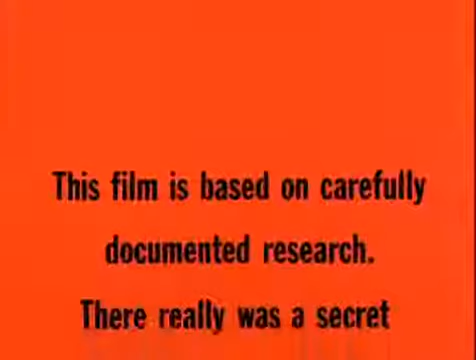 This film is based on carefully
documented research.
There really was a secret